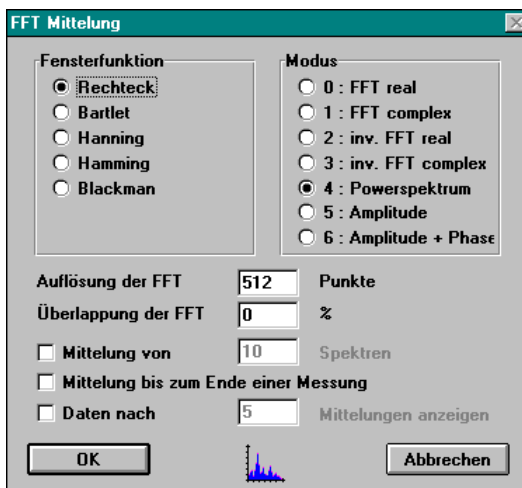 FFT Mittelung
Fensterfunktion
Rechteck
Bartlet
Hanning
Hamming
Blackman
Modus
0 : FFT real
1 : FFT complex
2 : inv. FFT real
3 : inv. FFT complex
4 : Powerspektrum
5 : Amplitude
6 : Amplitude + Phase
Auflösung der FFT 512 Punkte
Überlappung der FFT 0 %
Mittelung von 10 Spektren
Mittelung bis zum Ende einer Messung
Daten nach 5 Mittelungen anzeigen
OK Abbrechen